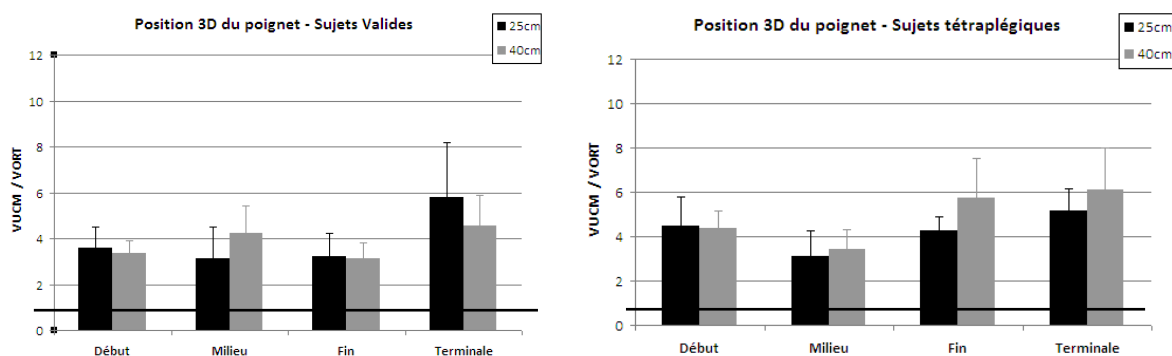 Position 3D du poignet - Sujets Valides
25cm
40cm
12
10
8
6
4
2
0
VUCM / VORT
Début Milieu Fin Terminale
Position 3D du poignet - Sujets tétraplégiques
25cm
40cm
12
10
8
6
4
2
0
VUCM / VORT
Début Milieu Fin Terminale